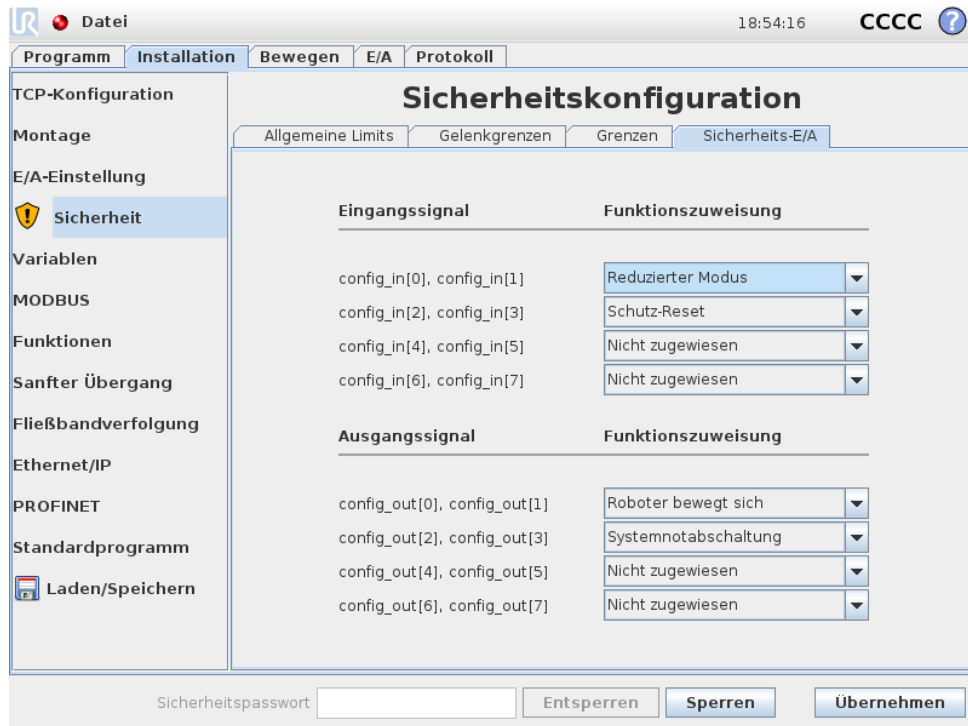 UR Datei 18:54:16 CCCC ?
Programm Installation Bewegen E/A Protokoll
TCP-Konfiguration
Montage
E/A-Einstellung
Sicherheit
Variablen
MODBUS
Funktionen
Sanfter Übergang
Fließbandverfolgung
Ethernet/IP
PROFINET
Standardprogramm
Laden/Speichern
Sicherheitskonfiguration
Allgemeine Limits Gelenkgrenzen Grenzen Sicherheits-E/A
Eingangssignal Funktionszuweisung
config_in[0], config_in[1] Reduzierter Modus
config_in[2], config_in[3] Schutz-Reset
config_in[4], config_in[5] Nicht zugewiesen
config_in[6], config_in[7] Nicht zugewiesen
Ausgangssignal Funktionszuweisung
config_out[0], config_out[1] Roboter bewegt sich
config_out[2], config_out[3] Systemnotabschaltung
config_out[4], config_out[5] Nicht zugewiesen
config_out[6], config_out[7] Nicht zugewiesen
Sicherheitspasswort Entsperren Sperren Übernehmen